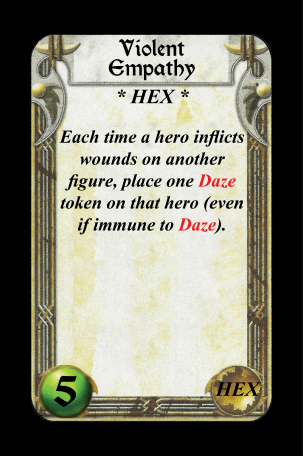 Violent
Empathy
* HEX *
Each time a hero inflicts
wounds on another
figure, place one Daze
token on that hero (even
if immune to Daze).
5
HEX